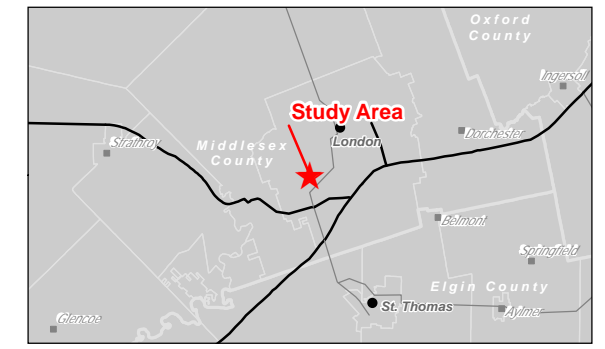 Oxford
County
Ingersoll
Study Area
London
Dorchester
Strathroy
Middlesex
County
Belmont
Springfield
Elgin County
St. Thomas
Aylmer
Glencoe